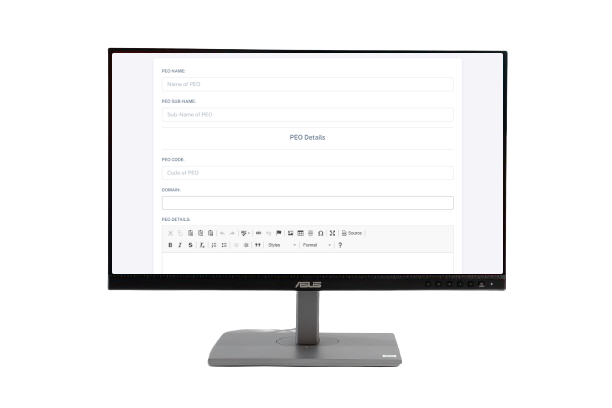 PEO NAME:
Name of PEO
PEO SUB-NAME:
Sub-Name of PEO
PEO Details
PEO CODE:
Code of PEO
DOMAIN:
PEO DETAILS:
Source
B I S Styles Format ?
ASUS